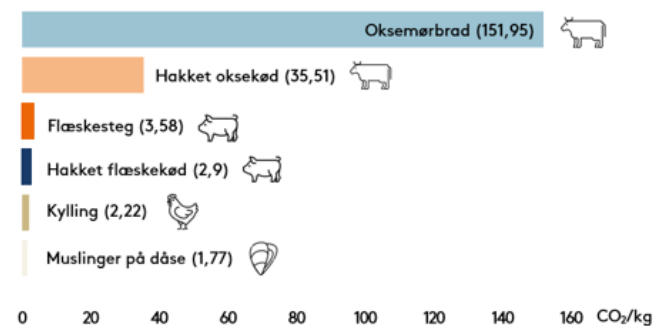 Oksemørbrad (151,95)
Hakket oksekød (35,51)
Flæskesteg (3,58)
Hakket flæskekød (2,9)
Kylling (2,22)
Muslinger på dåse (1,77)
0 20 40 60 80 100 120 140 160 CO₂/kg